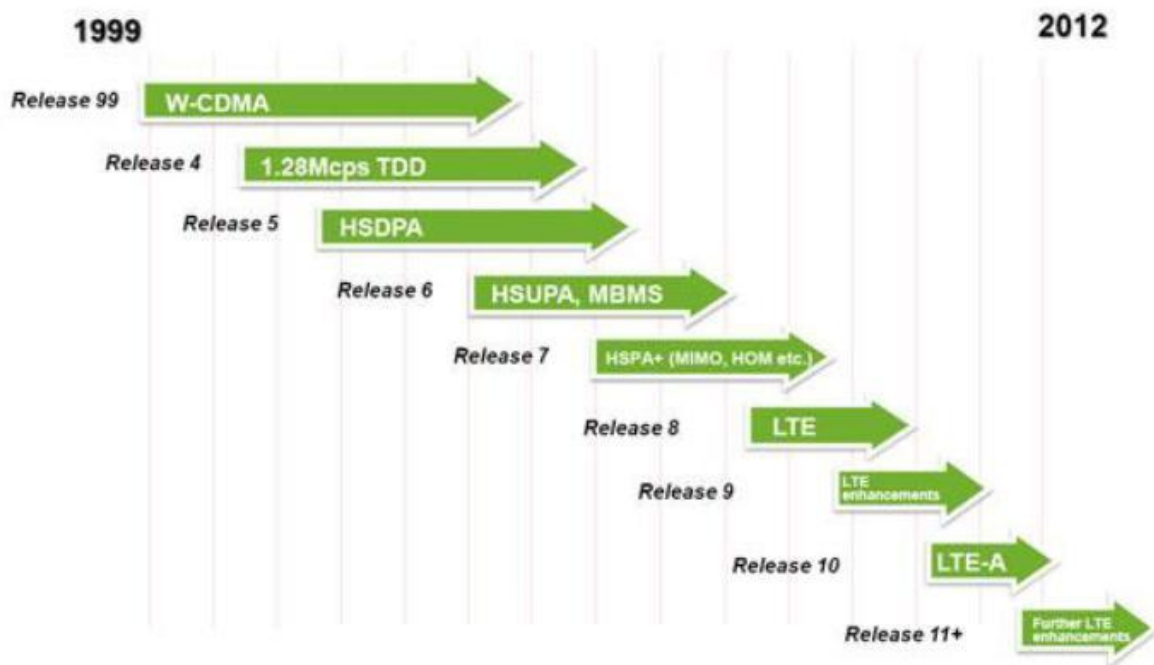 1999
2012
Release 99
W-CDMA
Release 4
1.28Mcps TDD
Release 5
HSDPA
Release 6
HSUPA, MBMS
Release 7
HSPA+ (MIMO, HOM etc.)
Release 8
LTE
Release 9
LTE
enhancements
Release 10
LTE-A
Release 11+
Further LTE
enhancements